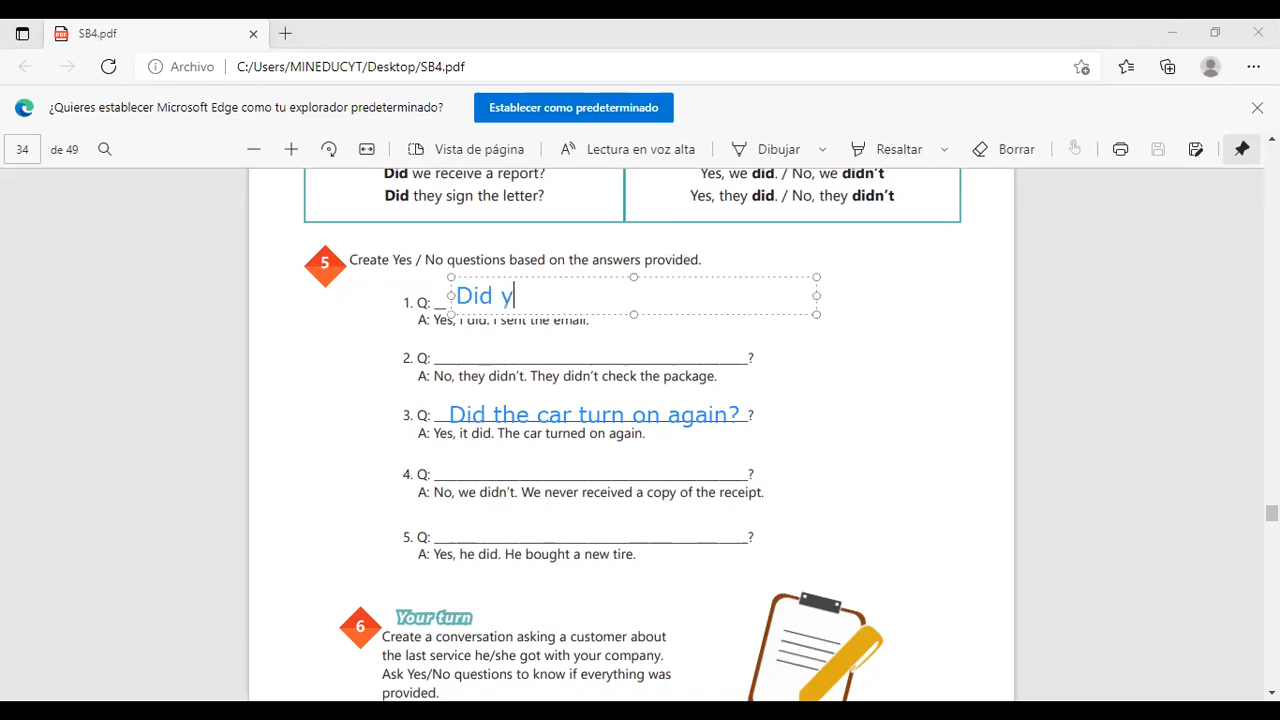 SB4.pdf
Archivo C:/Users/MINEDUCYT/Desktop/SB4.pdf
¿Quieres establecer Microsoft Edge como tu explorador predeterminado? Establecer como predeterminado
34 de 49 Vista de página Lectura en voz alta Dibujar Resaltar Borrar
Did we receive a report? Yes, we did. / No, we didn't
Did they sign the letter? Yes, they did. / No, they didn't
5 Create Yes / No questions based on the answers provided.
1. Q: __ Did y
A: Yes, I did. I sent the email.
2. Q: ______________________________________________?
A: No, they didn't. They didn't check the package.
3. Q: Did the car turn on again? ?
A: Yes, it did. The car turned on again.
4. Q: ______________________________________________?
A: No, we didn't. We never received a copy of the receipt.
5. Q: ______________________________________________?
A: Yes, he did. He bought a new tire.
6 Your turn
Create a conversation asking a customer about
the last service he/she got with your company.
Ask Yes/No questions to know if everything was
provided.